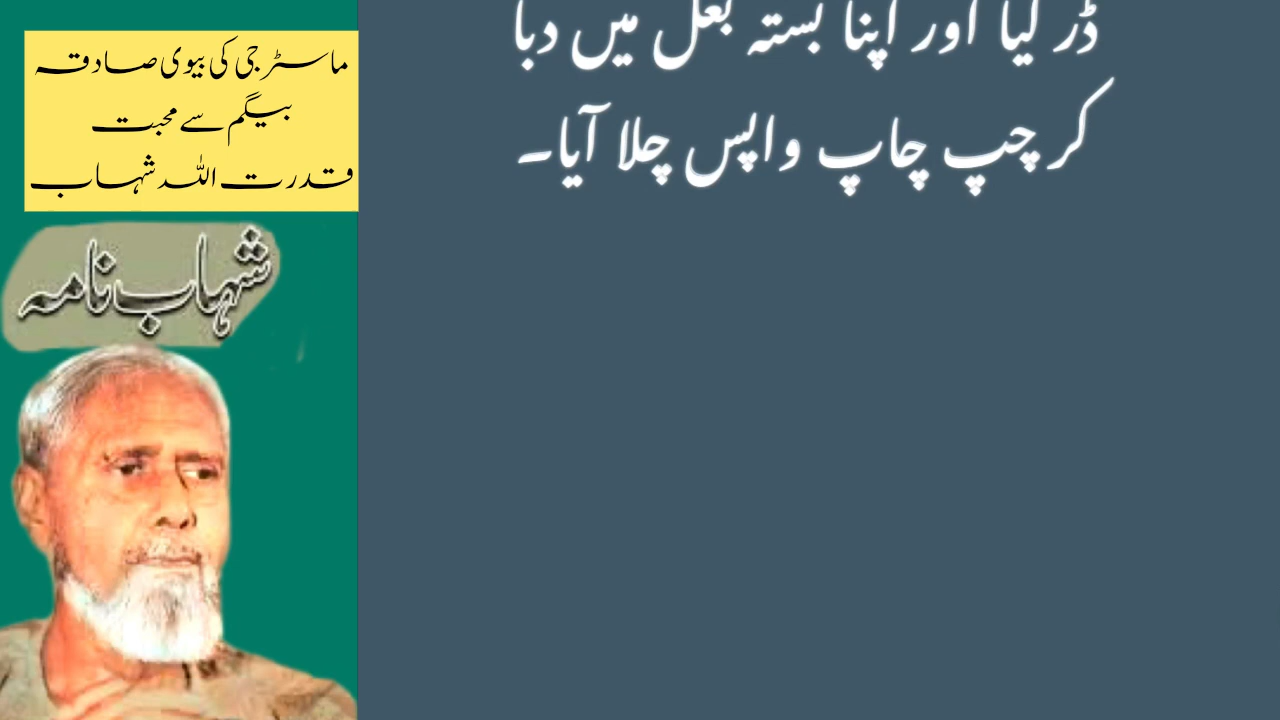 ماسٹر جی کی بیوی صادقہ
بیگم سے محبت
قدرت اللہ شہاب
شہاب نامہ
ڈر گیا اور اپنا بستہ بغل میں دبا
کر چپ چاپ واپس چلا آیا۔